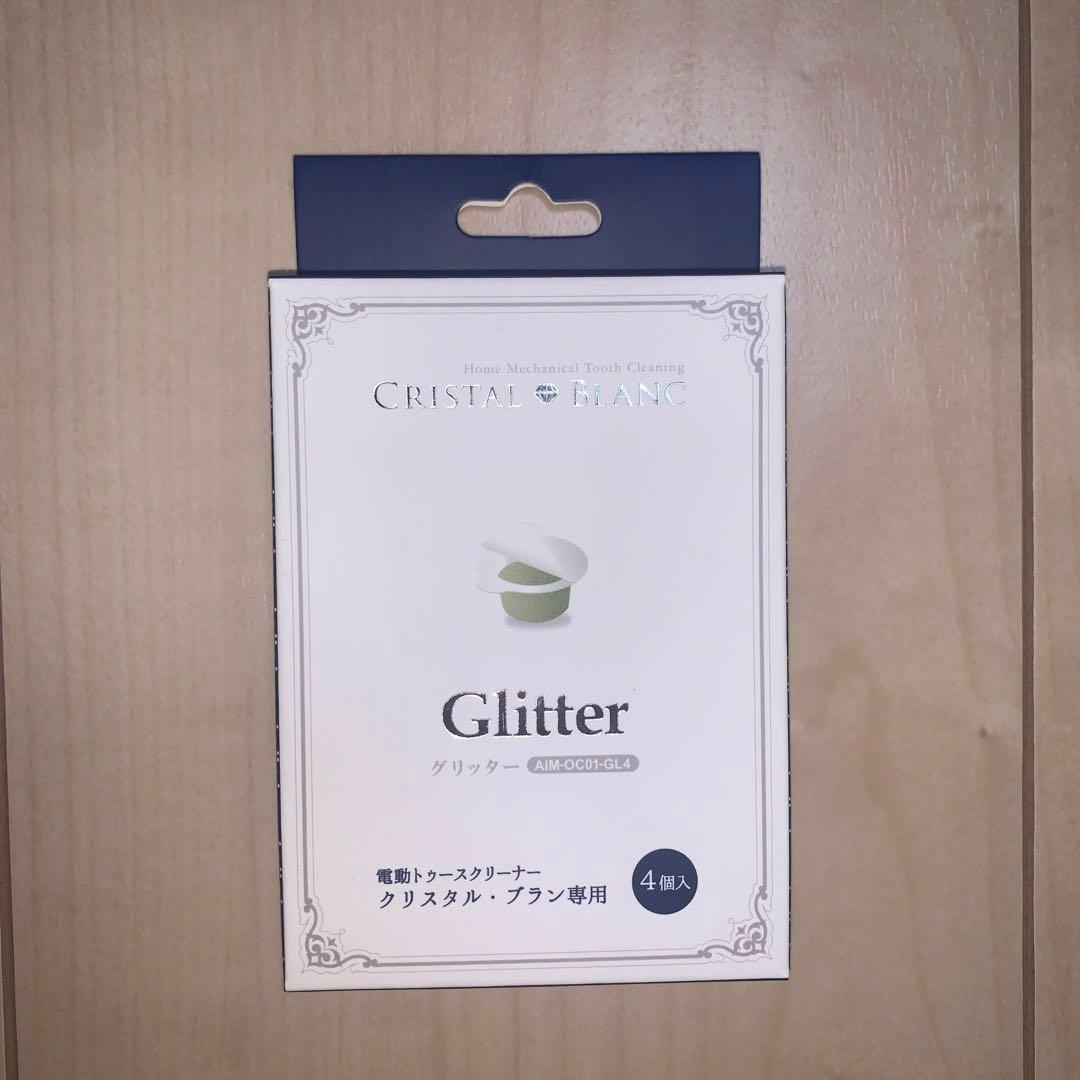 Home Mechanical Tooth Cleaning
CRISTAL BLANC
Glitter
グリッター AIM-OC01-GL4
電動トゥースクリーナー
クリスタル・ブラン専用
4個入